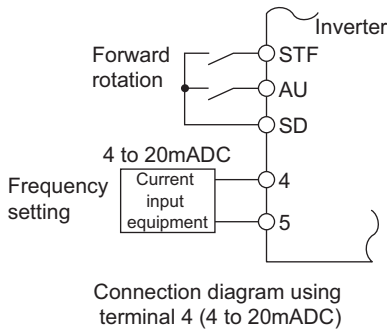 Inverter
Forward
rotation
STF
AU
SD
4 to 20mADC
Frequency
setting
Current
input
equipment
4
5
Connection diagram using
terminal 4 (4 to 20mADC)